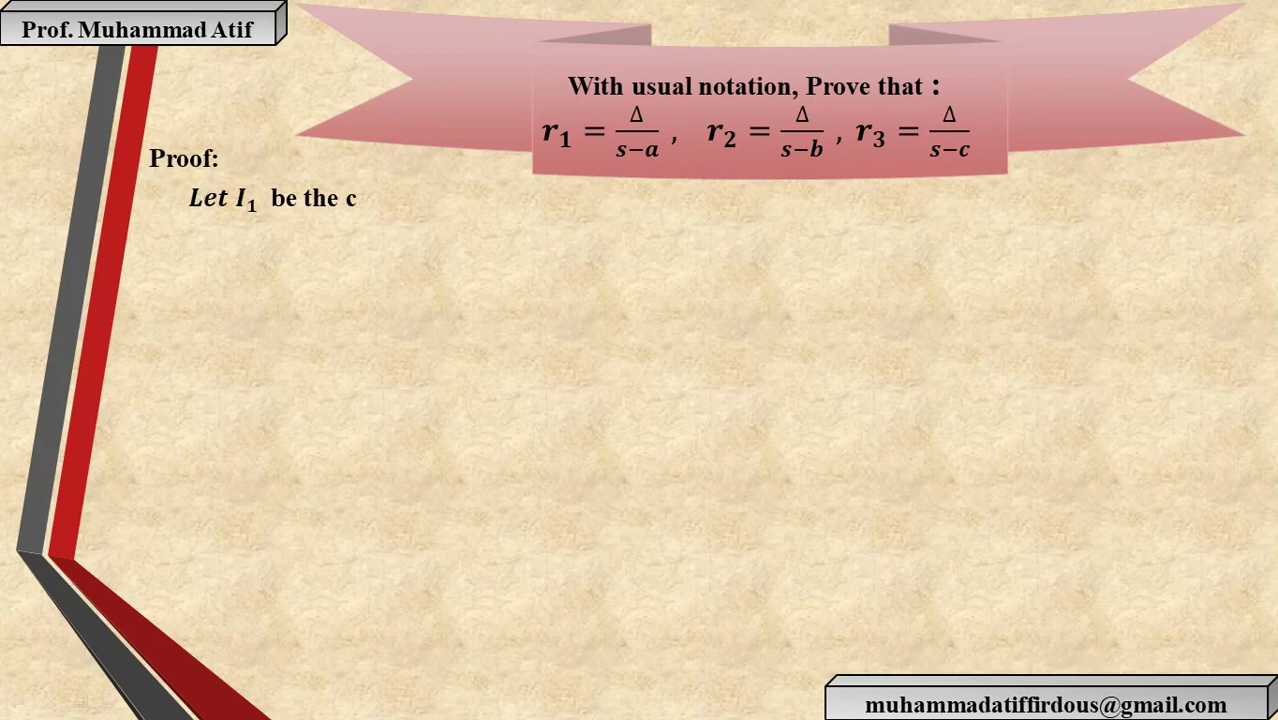 Prof. Muhammad Atif
With usual notation, Prove that :
r₁ = Δ/(s−a) , r₂ = Δ/(s−b) , r₃ = Δ/(s−c)
Proof:
Let I₁ be the c
muhammadatiffirdous@gmail.com